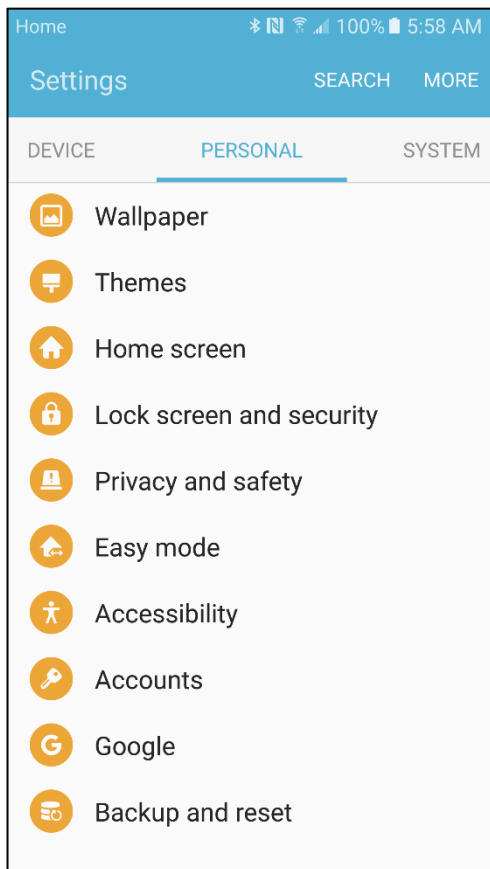 Home 100% 5:58 AM
Settings SEARCH MORE
DEVICE PERSONAL SYSTEM
Wallpaper
Themes
Home screen
Lock screen and security
Privacy and safety
Easy mode
Accessibility
Accounts
Google
Backup and reset